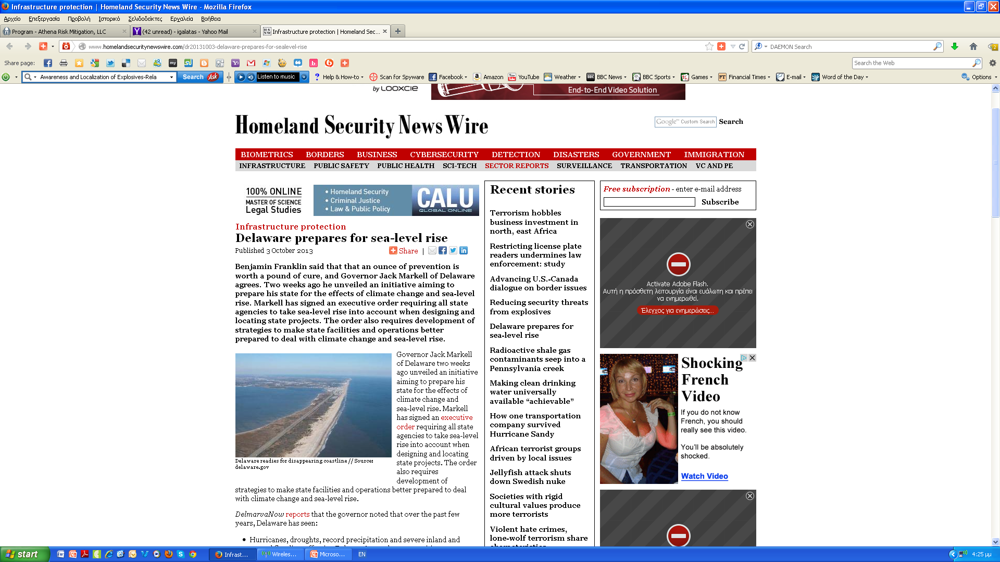 Infrastructure protection | Homeland Security News Wire - Mozilla Firefox
Αρχείο Επεξεργασία Προβολή Ιστορικό Σελιδοδείκτες Εργαλεία Βοήθεια
Program - Athena Risk Mitigation, LLC
(42 unread) - igalatas - Yahoo Mail
Infrastructure protection | Homeland Sec...
www.homelandsecuritynewswire.com/dr20131003-delaware-prepares-for-sealevel-rise
DAEMON Search
Share page:
Search the Web
Awareness and Localization of Explosives-Rela
Search Ask
Listen to music
Help & How-to
Scan for Spyware
Facebook
Amazon
YouTube
Weather
BBC News
BBC Sports
Games
Financial Times
E-mail
Word of the Day
Options
by LOOXCIE
End-to-End Video Solution
Homeland Security News Wire
Google™ Custom Search Search
BIOMETRICS BORDERS BUSINESS CYBERSECURITY DETECTION DISASTERS GOVERNMENT IMMIGRATION
INFRASTRUCTURE PUBLIC SAFETY PUBLIC HEALTH SCI-TECH SECTOR REPORTS SURVEILLANCE TRANSPORTATION VC AND PE
100% ONLINE
MASTER OF SCIENCE
Legal Studies
• Homeland Security
• Criminal Justice
• Law & Public Policy
CALU
GLOBAL ONLINE
Infrastructure protection
Delaware prepares for sea-level rise
Published 3 October 2013
Share |
Benjamin Franklin said that that an ounce of prevention is
worth a pound of cure, and Governor Jack Markell of Delaware
agrees. Two weeks ago he unveiled an initiative aiming to
prepare his state for the effects of climate change and sea-level
rise. Markell has signed an executive order requiring all state
agencies to take sea-level rise into account when designing and
locating state projects. The order also requires development of
strategies to make state facilities and operations better
prepared to deal with climate change and sea-level rise.
Delaware readies for disappearing coastline // Source:
delaware.gov
Governor Jack Markell
of Delaware two weeks
ago unveiled an initiative
aiming to prepare his
state for the effects of
climate change and
sea-level rise. Markell
has signed an executive
order requiring all state
agencies to take sea-level
rise into account when
designing and locating
state projects. The order
also requires
development of
strategies to make state facilities and operations better prepared to deal
with climate change and sea-level rise.
DelmarvaNow reports that the governor noted that over the past few
years, Delaware has seen:
• Hurricanes, droughts, record precipitation and severe inland and
Recent stories
Terrorism hobbles
business investment in
north, east Africa
Restricting license plate
readers undermines law
enforcement: study
Advancing U.S.-Canada
dialogue on border issues
Reducing security threats
from explosives
Delaware prepares for
sea-level rise
Radioactive shale gas
contaminants seep into a
Pennsylvania creek
Making clean drinking
water universally
available “achievable”
How one transportation
company survived
Hurricane Sandy
African terrorist groups
driven by local issues
Jellyfish attack shuts
down Swedish nuke
Societies with rigid
cultural values produce
more terrorists
Violent hate crimes,
lone-wolf terrorism share
Free subscription - enter e-mail address
Subscribe
Activate Adobe Flash.
Αυτή η πρόσθετη λειτουργία είναι ευάλωτη και πρέπει
να ενημερωθεί.
Έλεγχος για ενημερώσεις...
Shocking
French
Video
If you do not know
French, you should
really see this video.
You’ll be absolutely
shocked.
Watch Video
start
Infrast...
Wireles...
Microso...
EN
4:25 μμ